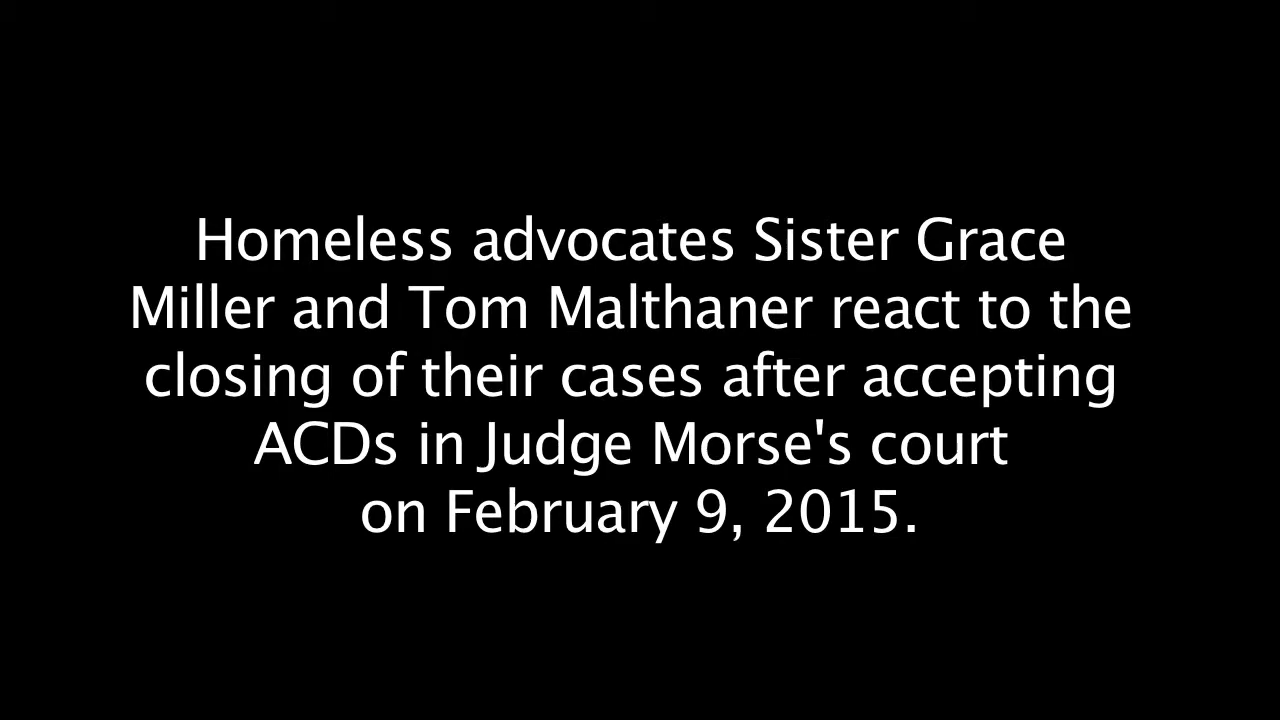 Homeless advocates Sister Grace
Miller and Tom Malthaner react to the
closing of their cases after accepting
ACDs in Judge Morse's court
on February 9, 2015.